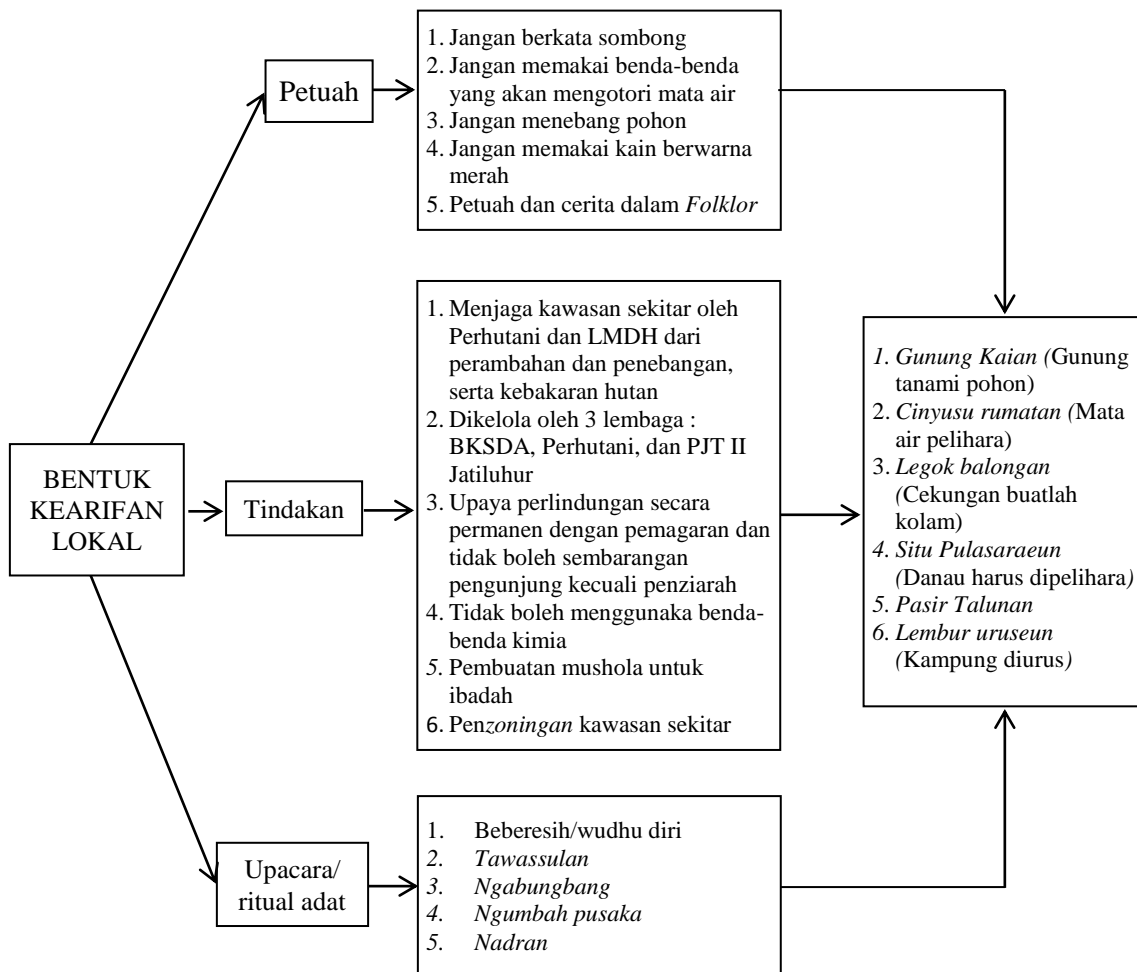 BENTUK
KEARIFAN
LOKAL
Petuah
1. Jangan berkata sombong
2. Jangan memakai benda-benda
yang akan mengotori mata air
3. Jangan menebang pohon
4. Jangan memakai kain berwarna
merah
5. Petuah dan cerita dalam Folklor
Tindakan
1. Menjaga kawasan sekitar oleh
Perhutani dan LMDH dari
perambahan dan penebangan,
serta kebakaran hutan
2. Dikelola oleh 3 lembaga :
BKSDA, Perhutani, dan PJT II
Jatiluhur
3. Upaya perlindungan secara
permanen dengan pemagaran dan
tidak boleh sembarangan
pengunjung kecuali penziarah
4. Tidak boleh menggunaka benda-
benda kimia
5. Pembuatan mushola untuk
ibadah
6. Penzoningan kawasan sekitar
Upacara/
ritual adat
1. Beberesih/wudhu diri
2. Tawassulan
3. Ngabungbang
4. Ngumbah pusaka
5. Nadran
1. Gunung Kaian (Gunung
tanami pohon)
2. Cinyusu rumatan (Mata
air pelihara)
3. Legok balongan
(Cekungan buatlah
kolam)
4. Situ Pulasaraeun
(Danau harus dipelihara)
5. Pasir Talunan
6. Lembur uruseun
(Kampung diurus)